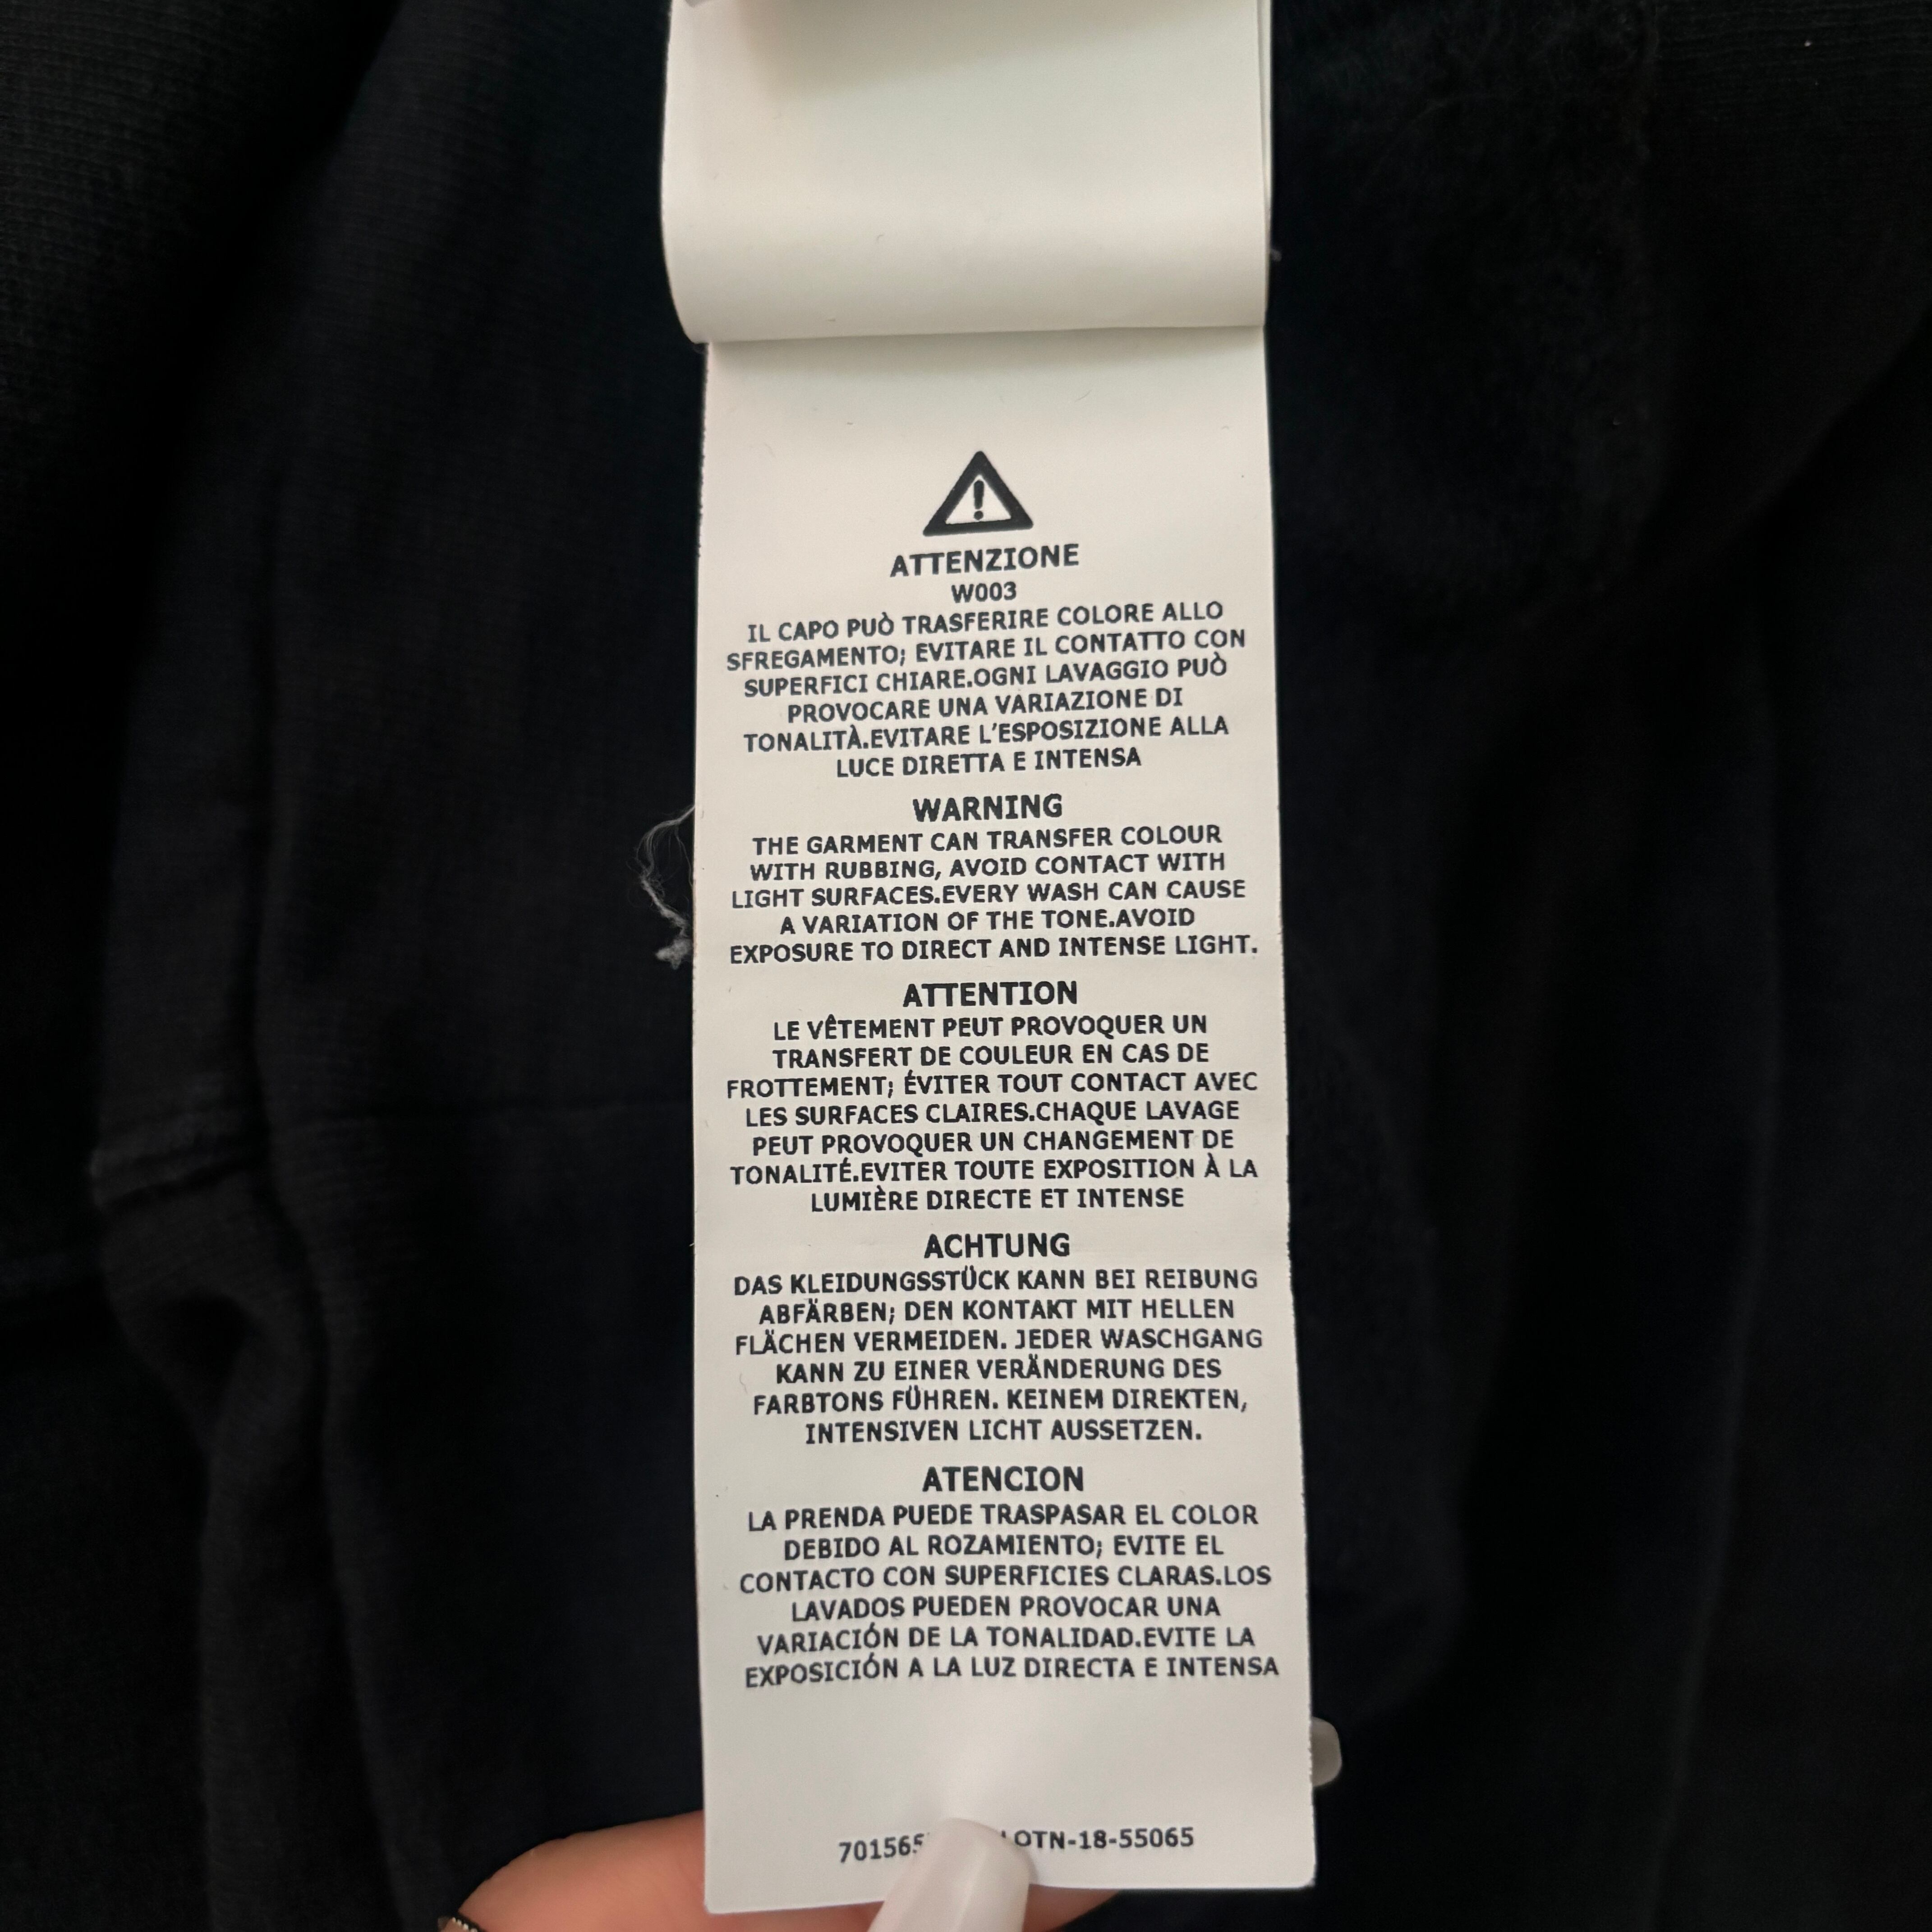 ATTENZIONE
W003
IL CAPO PUÒ TRASFERIRE COLORE ALLO
SFREGAMENTO; EVITARE IL CONTATTO CON
SUPERFICI CHIARE.OGNI LAVAGGIO PUÒ
PROVOCARE UNA VARIAZIONE DI
TONALITÀ.EVITARE L'ESPOSIZIONE ALLA
LUCE DIRETTA E INTENSA
WARNING
THE GARMENT CAN TRANSFER COLOUR
WITH RUBBING, AVOID CONTACT WITH
LIGHT SURFACES.EVERY WASH CAN CAUSE
A VARIATION OF THE TONE.AVOID
EXPOSURE TO DIRECT AND INTENSE LIGHT.
ATTENTION
LE VÊTEMENT PEUT PROVOQUER UN
TRANSFERT DE COULEUR EN CAS DE
FROTTEMENT; ÉVITER TOUT CONTACT AVEC
LES SURFACES CLAIRES.CHAQUE LAVAGE
PEUT PROVOQUER UN CHANGEMENT DE
TONALITÉ.EVITER TOUTE EXPOSITION À LA
LUMIÈRE DIRECTE ET INTENSE
ACHTUNG
DAS KLEIDUNGSSTÜCK KANN BEI REIBUNG
ABFÄRBEN; DEN KONTAKT MIT HELLEN
FLÄCHEN VERMEIDEN. JEDER WASCHGANG
KANN ZU EINER VERÄNDERUNG DES
FARBTONS FÜHREN. KEINEM DIREKTEN,
INTENSIVEN LICHT AUSSETZEN.
ATENCION
LA PRENDA PUEDE TRASPASAR EL COLOR
DEBIDO AL ROZAMIENTO; EVITE EL
CONTACTO CON SUPERFICIES CLARAS.LOS
LAVADOS PUEDEN PROVOCAR UNA
VARIACIÓN DE LA TONALIDAD.EVITE LA
EXPOSICIÓN A LA LUZ DIRECTA E INTENSA